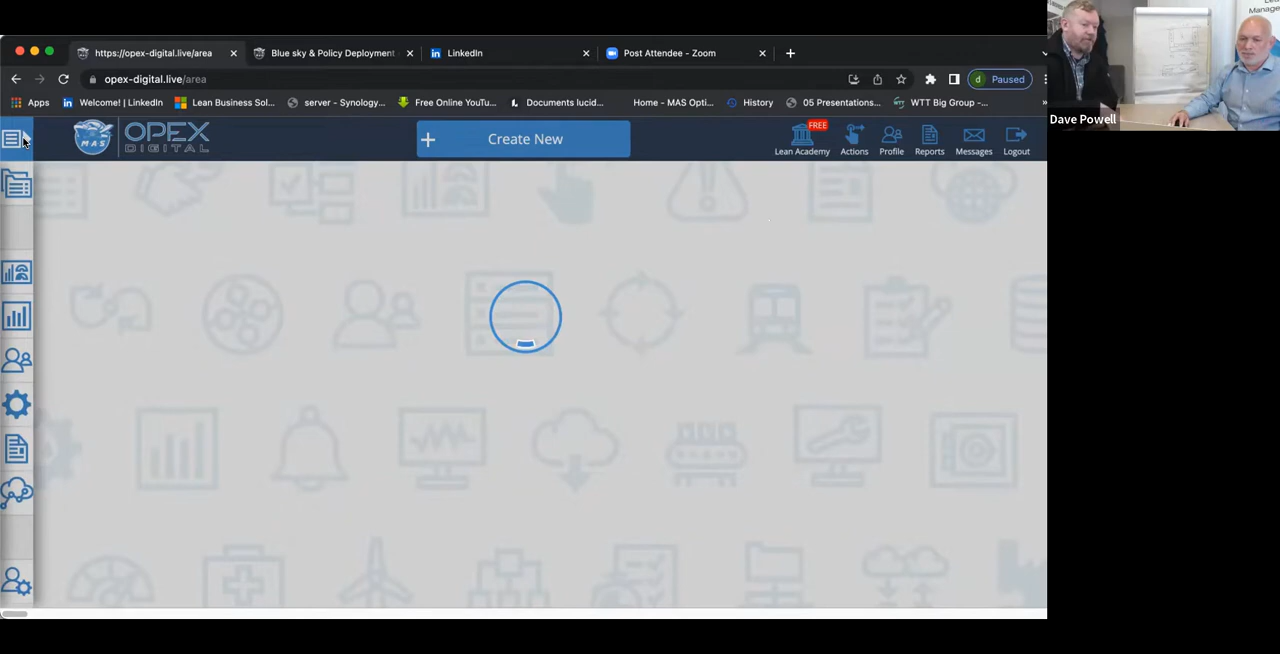 Lea
Manage
https://opex-digital.live/area
Blue sky & Policy Deployment
LinkedIn
Post Attendee - Zoom
opex-digital.live/area
d Paused
Apps
Welcome! | LinkedIn
Lean Business Sol...
server - Synology...
Free Online YouTu...
Documents lucid...
Home - MAS Opti...
History
05 Presentations...
WTT Big Group -...
»
Dave Powell
MAS
OPEX
DIGITAL
+ Create New
FREE
Lean Academy
Actions
Profile
Reports
Messages
Logout